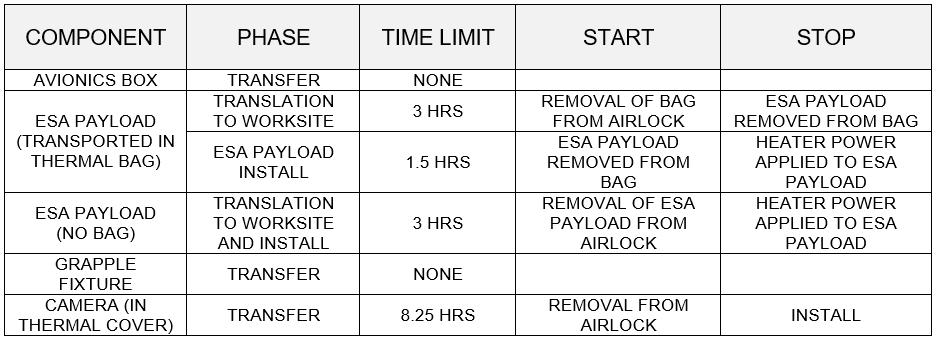 COMPONENT PHASE TIME LIMIT START STOP
AVIONICS BOX TRANSFER NONE
ESA PAYLOAD
(TRANSPORTED IN
THERMAL BAG)
TRANSLATION
TO WORKSITE
3 HRS
REMOVAL OF BAG
FROM AIRLOCK
ESA PAYLOAD
REMOVED FROM BAG
ESA PAYLOAD
INSTALL
1.5 HRS
ESA PAYLOAD
REMOVED FROM
BAG
HEATER POWER
APPLIED TO ESA
PAYLOAD
ESA PAYLOAD
(NO BAG)
TRANSLATION
TO WORKSITE
AND INSTALL
3 HRS
REMOVAL OF ESA
PAYLOAD FROM
AIRLOCK
HEATER POWER
APPLIED TO ESA
PAYLOAD
GRAPPLE
FIXTURE
TRANSFER
NONE
CAMERA (IN
THERMAL COVER)
TRANSFER
8.25 HRS
REMOVAL FROM
AIRLOCK
INSTALL